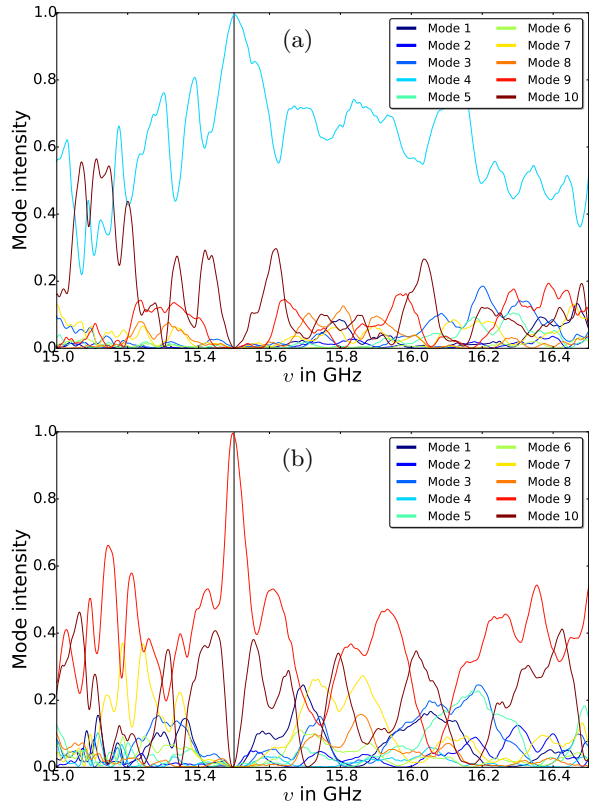 (a)
1.0
0.8
0.6
0.4
0.2
0.0
Mode intensity
Mode 1 Mode 6
Mode 2 Mode 7
Mode 3 Mode 8
Mode 4 Mode 9
Mode 5 Mode 10
15.0 15.2 15.4 15.6 15.8 16.0 16.2 16.4
υ in GHz
(b)
1.0
0.8
0.6
0.4
0.2
0.0
Mode intensity
Mode 1 Mode 6
Mode 2 Mode 7
Mode 3 Mode 8
Mode 4 Mode 9
Mode 5 Mode 10
15.0 15.2 15.4 15.6 15.8 16.0 16.2 16.4
υ in GHz